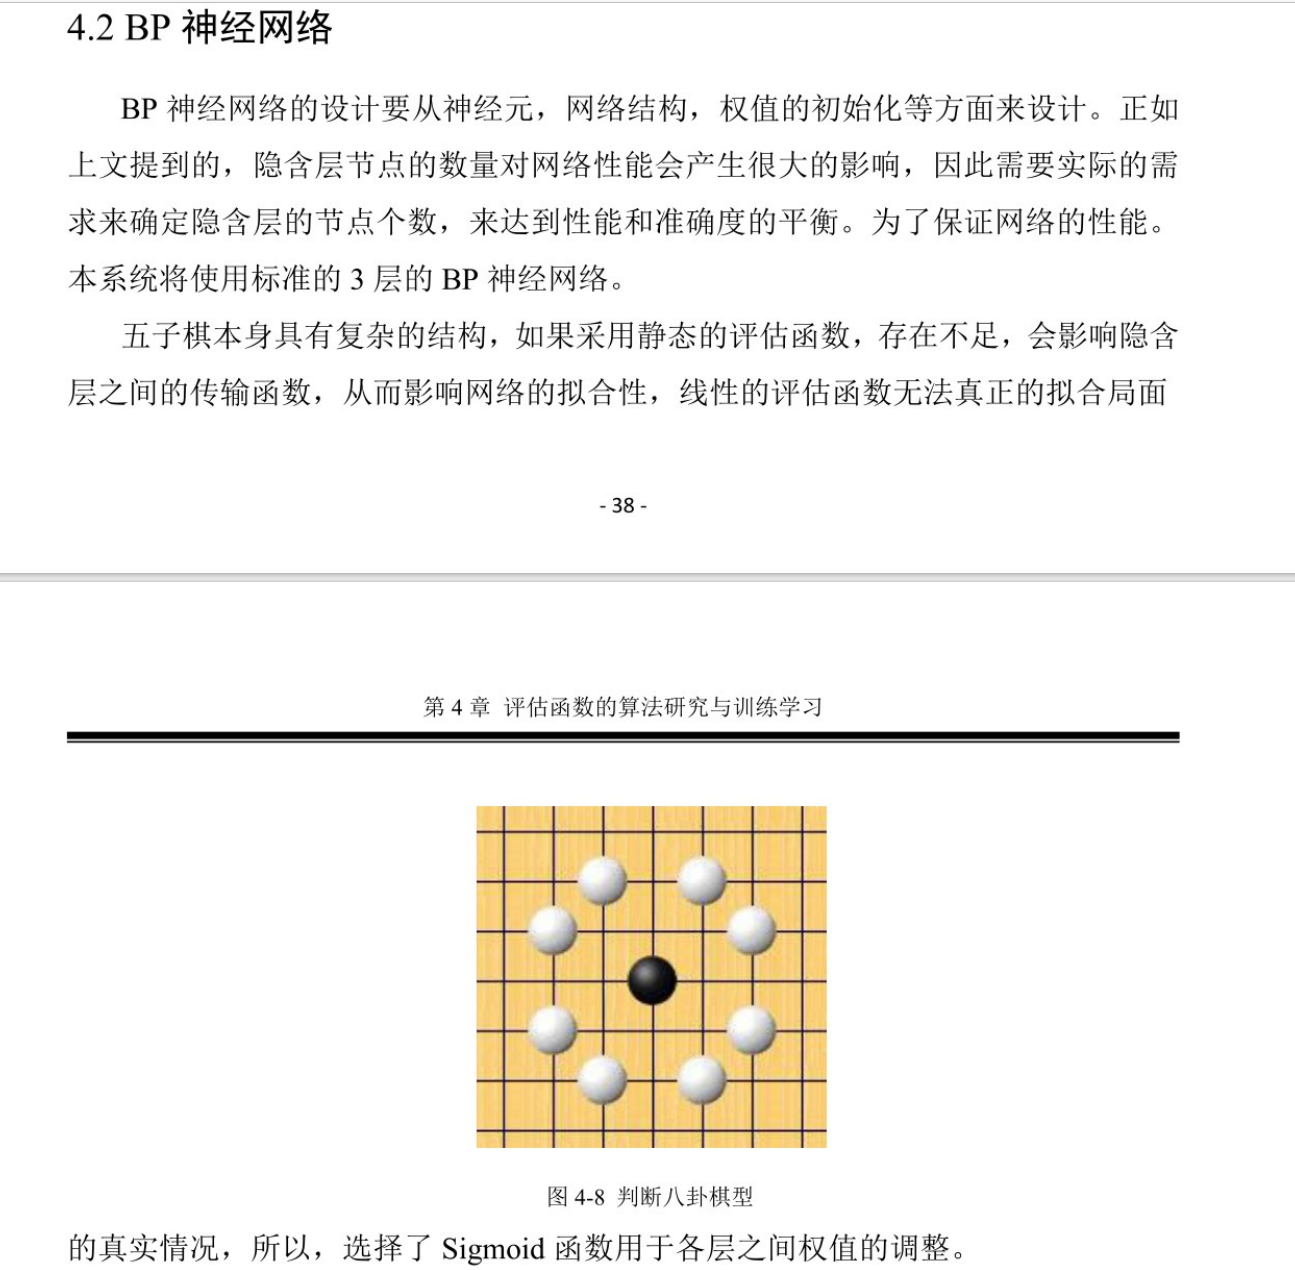 4.2 BP 神经网络
BP 神经网络的设计要从神经元，网络结构，权值的初始化等方面来设计。正如
上文提到的，隐含层节点的数量对网络性能会产生很大的影响，因此需要实际的需
求来确定隐含层的节点个数，来达到性能和准确度的平衡。为了保证网络的性能。
本系统将使用标准的 3 层的 BP 神经网络。
五子棋本身具有复杂的结构，如果采用静态的评估函数，存在不足，会影响隐含
层之间的传输函数，从而影响网络的拟合性，线性的评估函数无法真正的拟合局面
- 38 -
第 4 章 评估函数的算法研究与训练学习
图 4-8 判断八卦棋型
的真实情况，所以，选择了 Sigmoid 函数用于各层之间权值的调整。